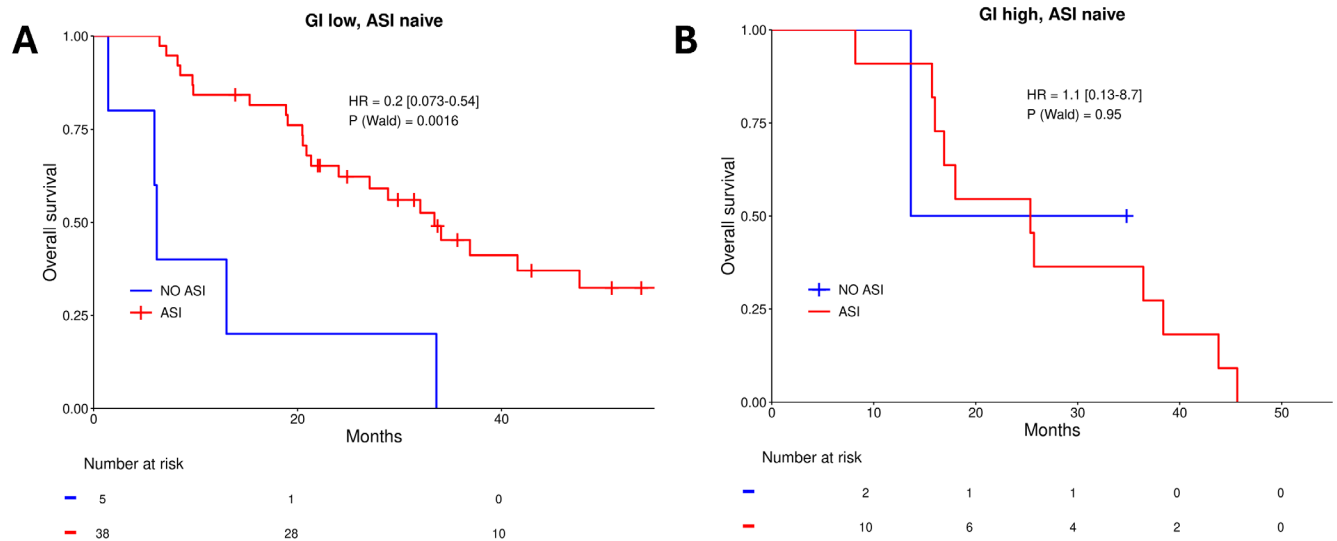 A
GI low, ASI naive
1.00
0.75
0.50
0.25
0.00
Overall survival
HR = 0.2 [0.073-0.54]
P (Wald) = 0.0016
NO ASI
ASI
0 20 40
Months
Number at risk
5 1 0
38 28 10
B
GI high, ASI naive
1.00
0.75
0.50
0.25
0.00
Overall survival
HR = 1.1 [0.13-8.7]
P (Wald) = 0.95
NO ASI
ASI
0 10 20 30 40 50
Months
Number at risk
2 1 1 0 0
10 6 4 2 0